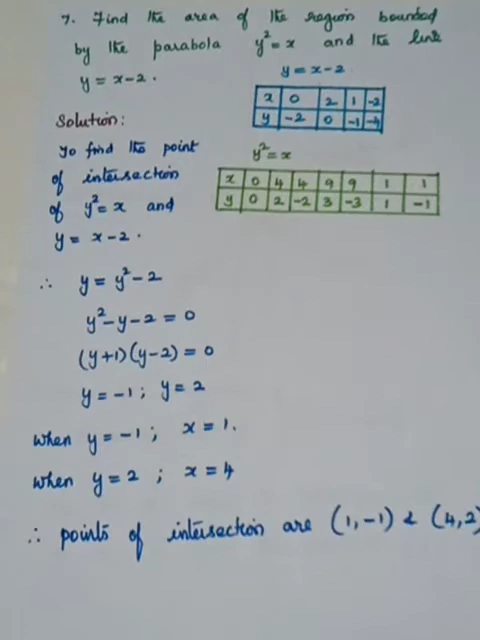 7. Find the area of the region bounded
by the parabola y² = x and the line
y = x-2.
y = x-2
x 0 2 1 -2
y -2 0 -1 -4
Solution:
To find the point
of intersection
of y² = x and
y = x-2.
y² = x
x 0 4 4 9 9 1 1
y 0 2 -2 3 -3 1 -1
∴ y = y² - 2
y² - y - 2 = 0
(y+1)(y-2) = 0
y = -1; y = 2
when y = -1; x = 1.
when y = 2; x = 4
∴ points of intersection are (1,-1) & (4,2)